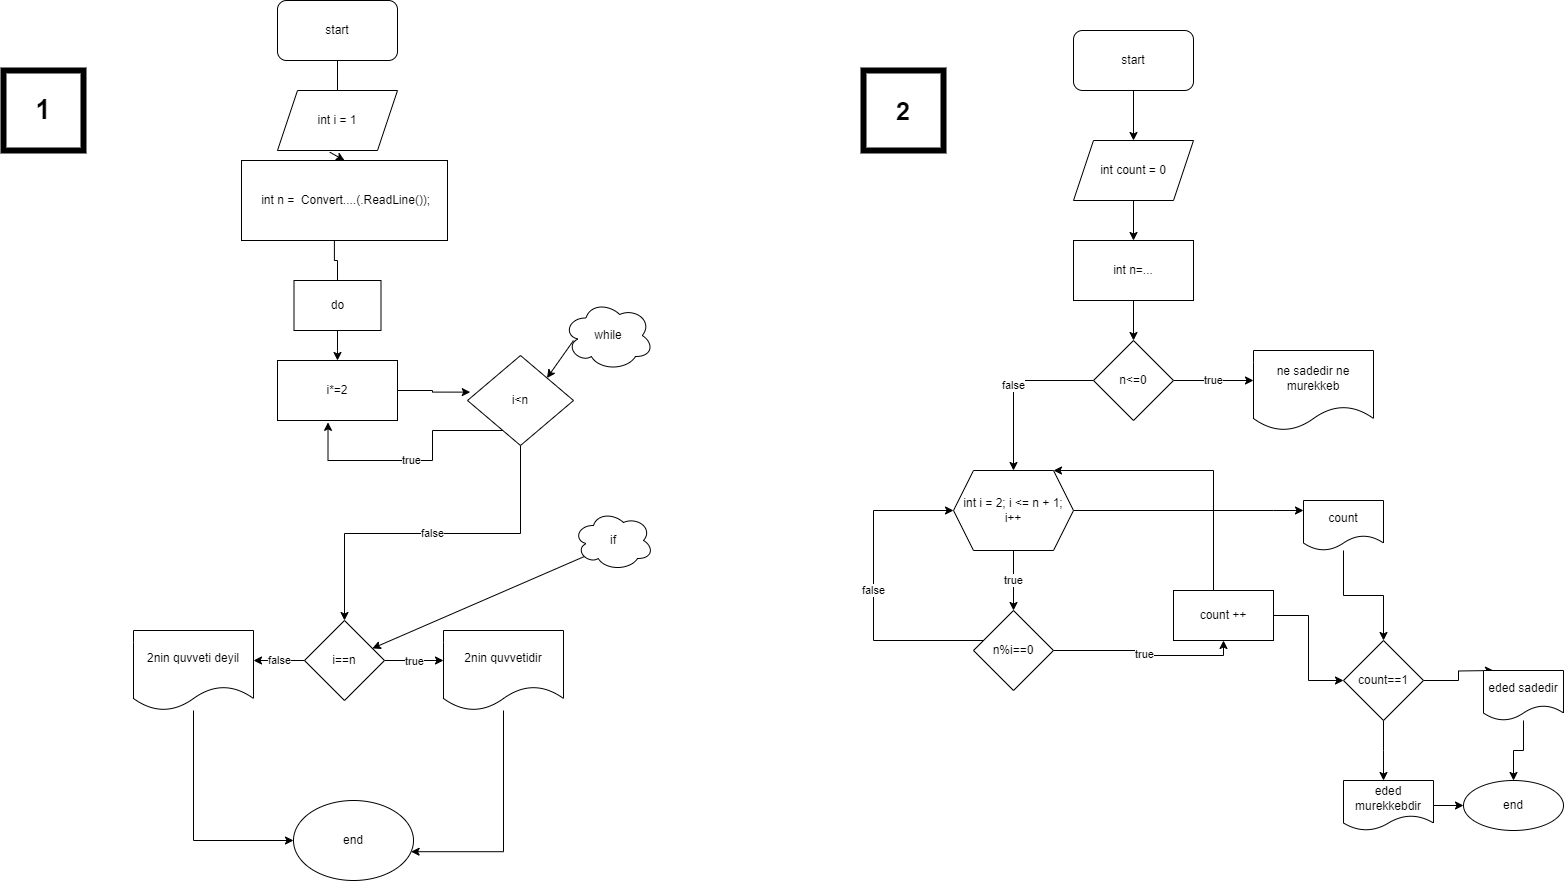 1
start
int i = 1
int n =  Convert....(.ReadLine());
do
i*=2
while
i<n
true
false
if
i==n
false
true
2nin quvveti deyil
2nin quvvetidir
end
2
start
int count = 0
int n=...
n<=0
true
ne sadedir ne
murekkeb
false
int i = 2; i <= n + 1;
i++
count
true
false
count ++
n%i==0
true
count==1
eded sadedir
eded
murekkebdir
end